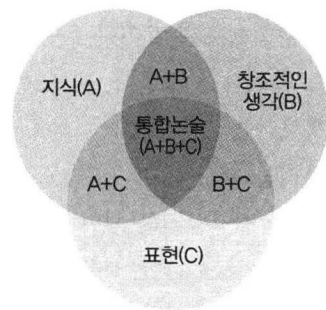 지식(A)
A+B
창조적인
생각(B)
통합논술
(A+B+C)
A+C
B+C
표현(C)